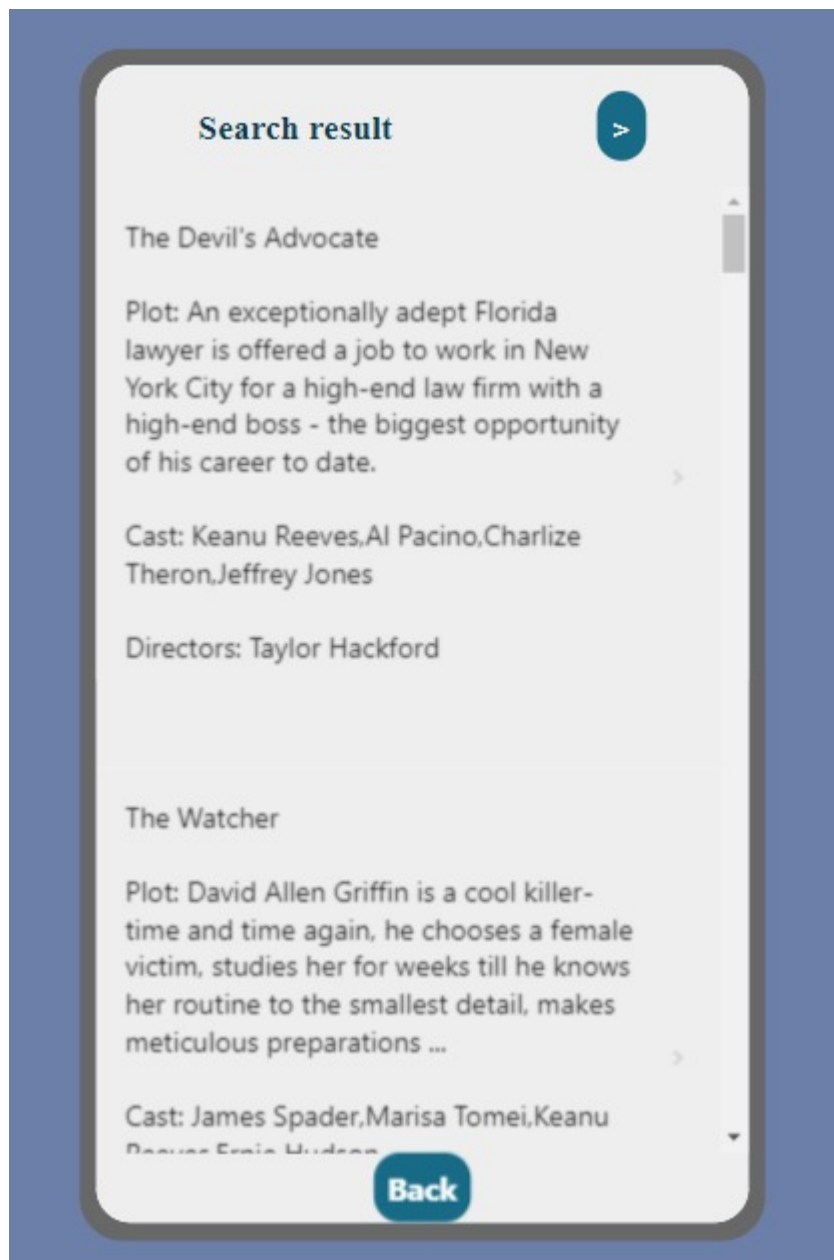 Search result
>
The Devil's Advocate
Plot: An exceptionally adept Florida
lawyer is offered a job to work in New
York City for a high-end law firm with a
high-end boss - the biggest opportunity
of his career to date.
Cast: Keanu Reeves,Al Pacino,Charlize
Theron,Jeffrey Jones
Directors: Taylor Hackford
The Watcher
Plot: David Allen Griffin is a cool killer-
time and time again, he chooses a female
victim, studies her for weeks till he knows
her routine to the smallest detail, makes
meticulous preparations ...
Cast: James Spader,Marisa Tomei,Keanu
Reeves,Ernie Hudson
Back